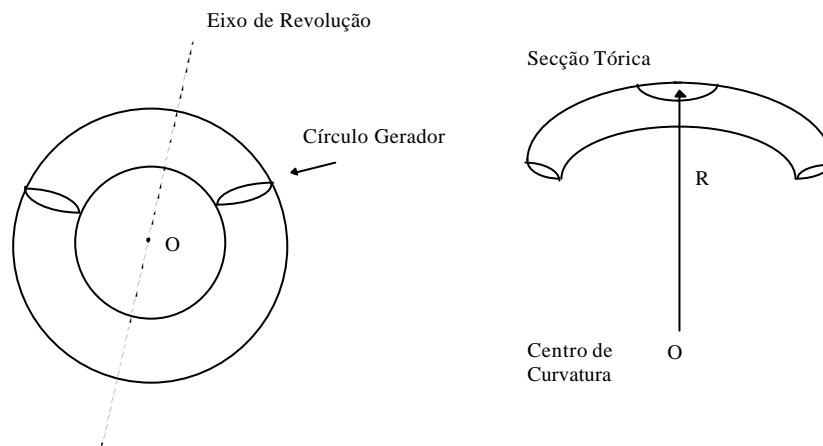 Eixo de Revolução
Secção Tórica
Círculo Gerador
R
O
Centro de
Curvatura
O